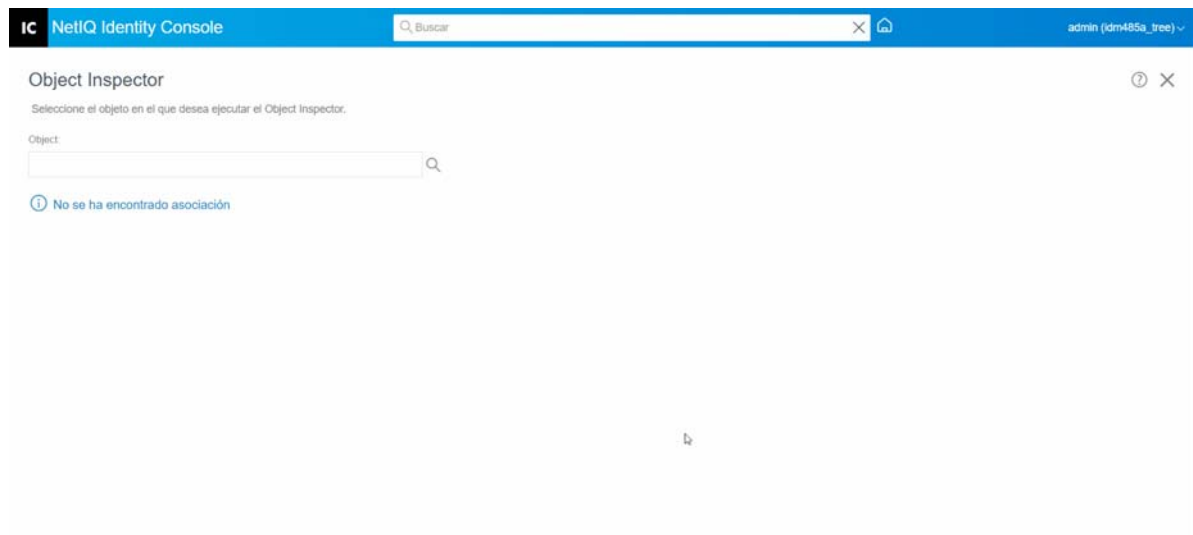 IC NetIQ Identity Console
Buscar
admin (idm485a_tree)
Object Inspector
Seleccione el objeto en el que desea ejecutar el Object Inspector.
Object:
No se ha encontrado asociación